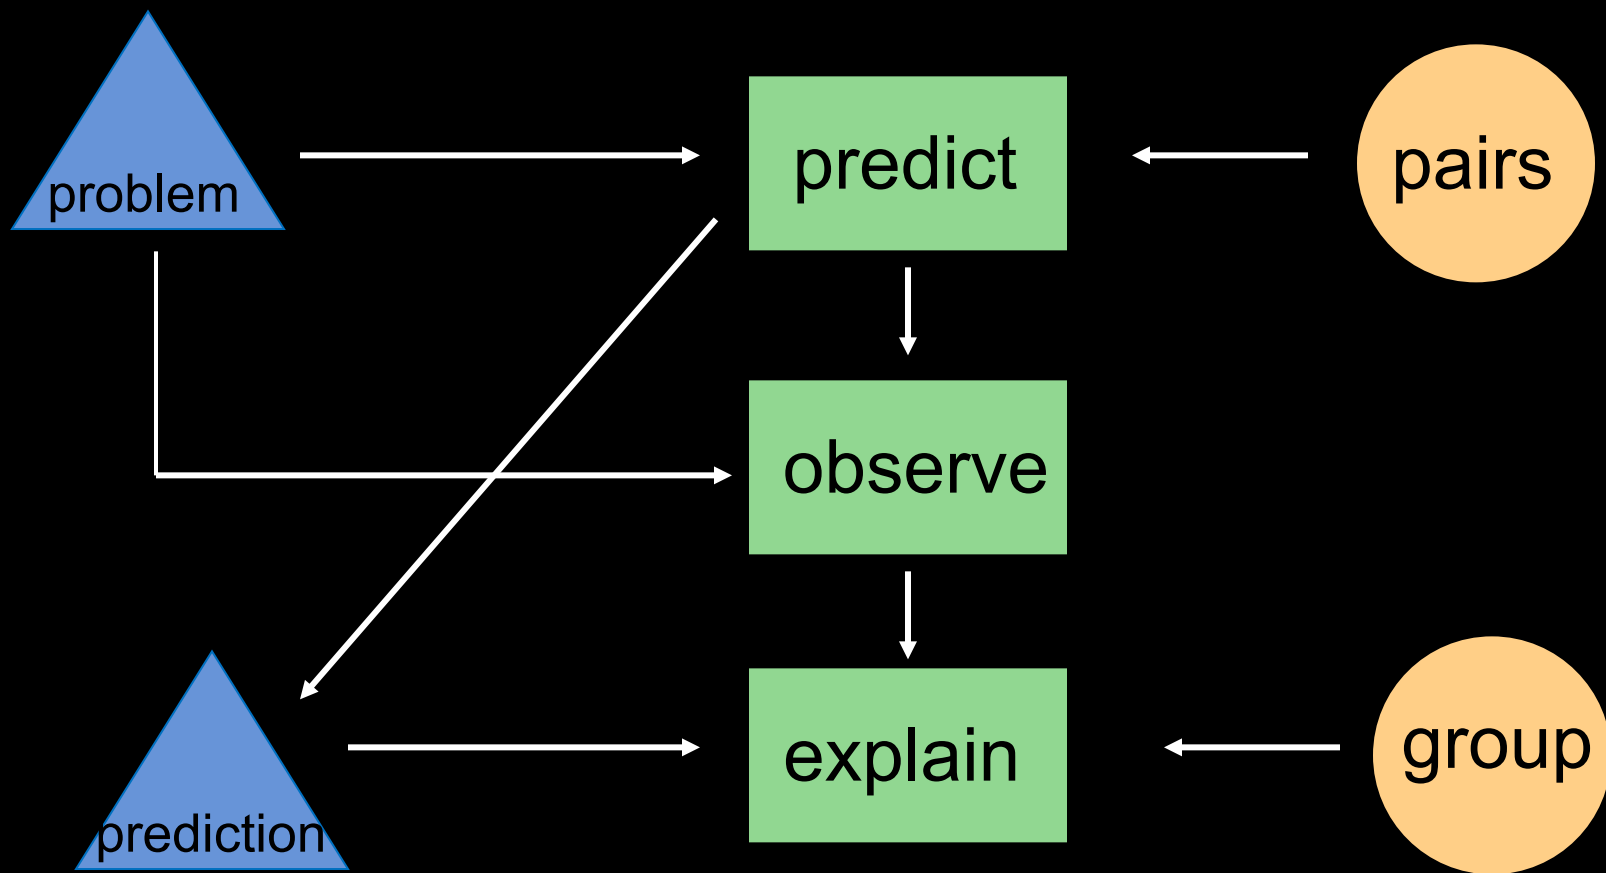 problem
predict
pairs
observe
prediction
explain
group